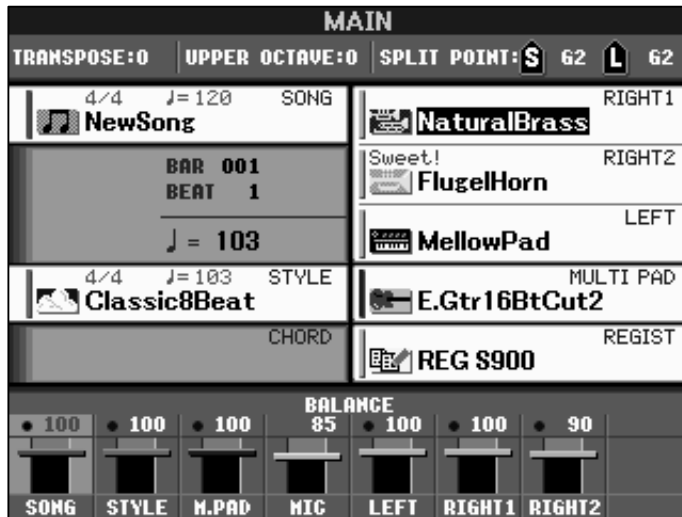 MAIN
TRANSPOSE:0 UPPER OCTAVE:0 SPLIT POINT: S G2 L G2
4/4 ♩=120 SONG
NewSong
BAR 001
BEAT 1
♩= 103
4/4 ♩=103 STYLE
Classic8Beat
CHORD
RIGHT1
NaturalBrass
Sweet! RIGHT2
FlugelHorn
LEFT
MellowPad
MULTI PAD
E.Gtr16BtCut2
REGIST
REG S900
BALANCE
100 100 100 85 100 100 90
SONG STYLE M.PAD MIC LEFT RIGHT1 RIGHT2